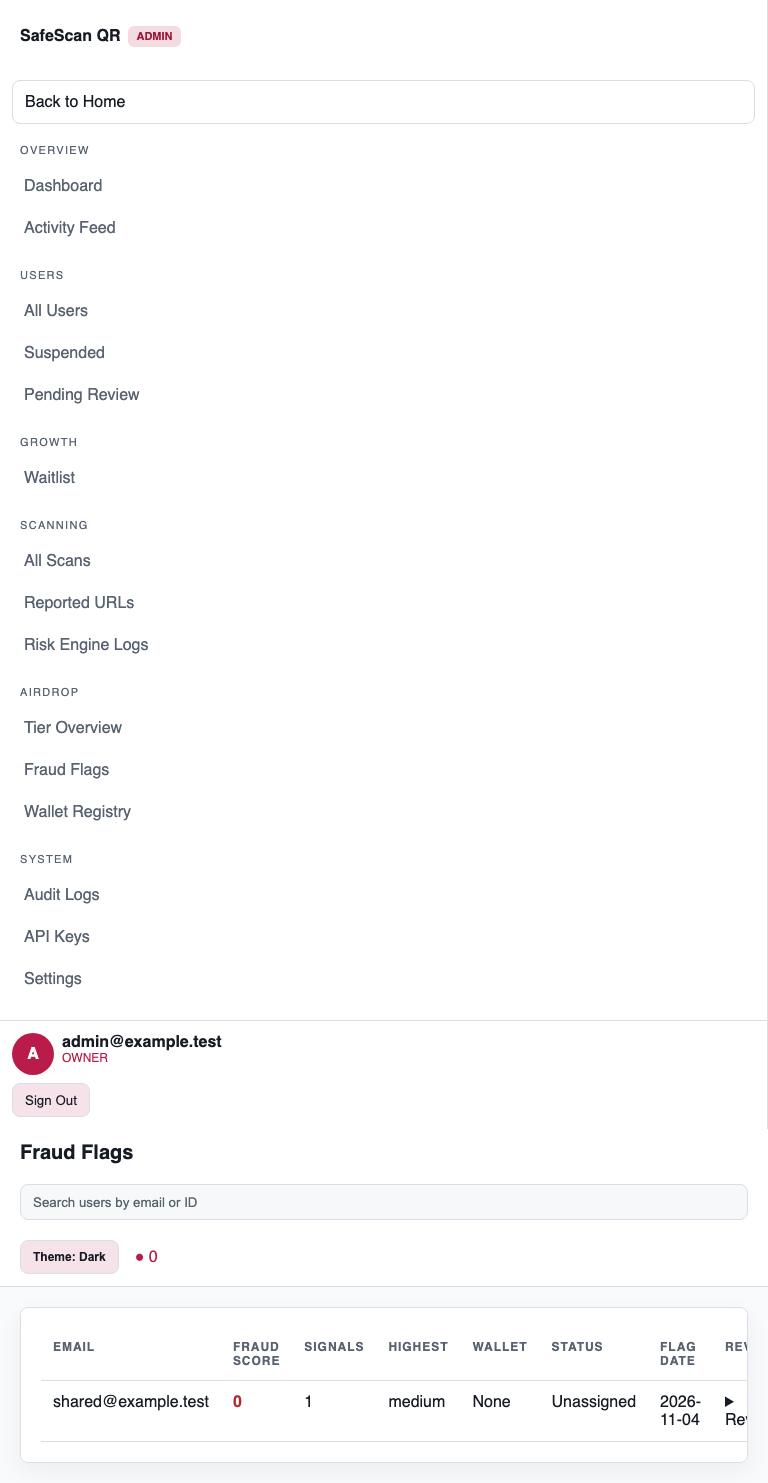 SafeScan QR ADMIN
Back to Home
OVERVIEW
Dashboard
Activity Feed
USERS
All Users
Suspended
Pending Review
GROWTH
Waitlist
SCANNING
All Scans
Reported URLs
Risk Engine Logs
AIRDROP
Tier Overview
Fraud Flags
Wallet Registry
SYSTEM
Audit Logs
API Keys
Settings
A admin@example.test
OWNER
Sign Out
Fraud Flags
Search users by email or ID
Theme: Dark 0
EMAIL FRAUD SCORE SIGNALS HIGHEST WALLET STATUS FLAG DATE
shared@example.test 0 1 medium None Unassigned 2026-11-04